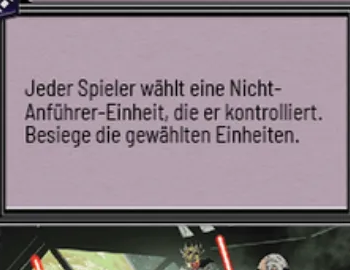 Jeder Spieler wählt eine Nicht-
Anführer-Einheit, die er kontrolliert.
Besiege die gewählten Einheiten.